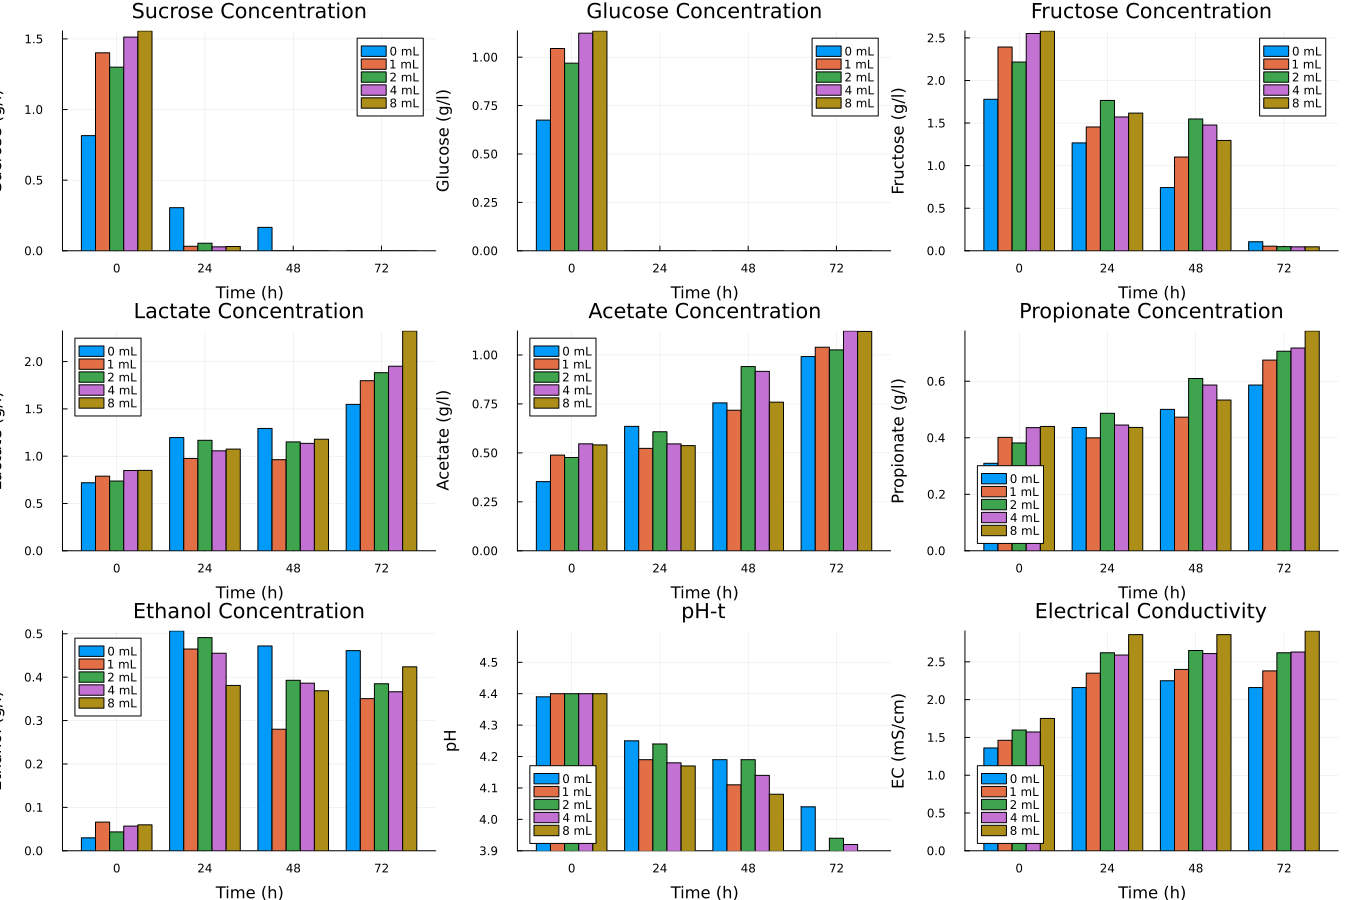 Sucrose Concentration
1.5
1.0
0.5
0.0
0 mL
1 mL
2 mL
4 mL
8 mL
0 24 48 72
Time (h)
Glucose Concentration
Glucose (g/l)
1.00
0.75
0.50
0.25
0.00
0 mL
1 mL
2 mL
4 mL
8 mL
0 24 48 72
Time (h)
Fructose Concentration
Fructose (g/l)
2.5
2.0
1.5
1.0
0.5
0.0
0 mL
1 mL
2 mL
4 mL
8 mL
0 24 48 72
Time (h)
Lactate Concentration
2.0
1.5
1.0
0.5
0.0
0 mL
1 mL
2 mL
4 mL
8 mL
0 24 48 72
Time (h)
Acetate Concentration
Acetate (g/l)
1.00
0.75
0.50
0.25
0.00
0 mL
1 mL
2 mL
4 mL
8 mL
0 24 48 72
Time (h)
Propionate Concentration
Propionate (g/l)
0.6
0.4
0.2
0.0
0 mL
1 mL
2 mL
4 mL
8 mL
0 24 48 72
Time (h)
Ethanol Concentration
0.5
0.4
0.3
0.2
0.1
0.0
0 mL
1 mL
2 mL
4 mL
8 mL
0 24 48 72
Time (h)
pH-t
pH
4.5
4.4
4.3
4.2
4.1
4.0
3.9
0 mL
1 mL
2 mL
4 mL
8 mL
0 24 48 72
Time (h)
Electrical Conductivity
EC (mS/cm)
2.5
2.0
1.5
1.0
0.5
0.0
0 mL
1 mL
2 mL
4 mL
8 mL
0 24 48 72
Time (h)